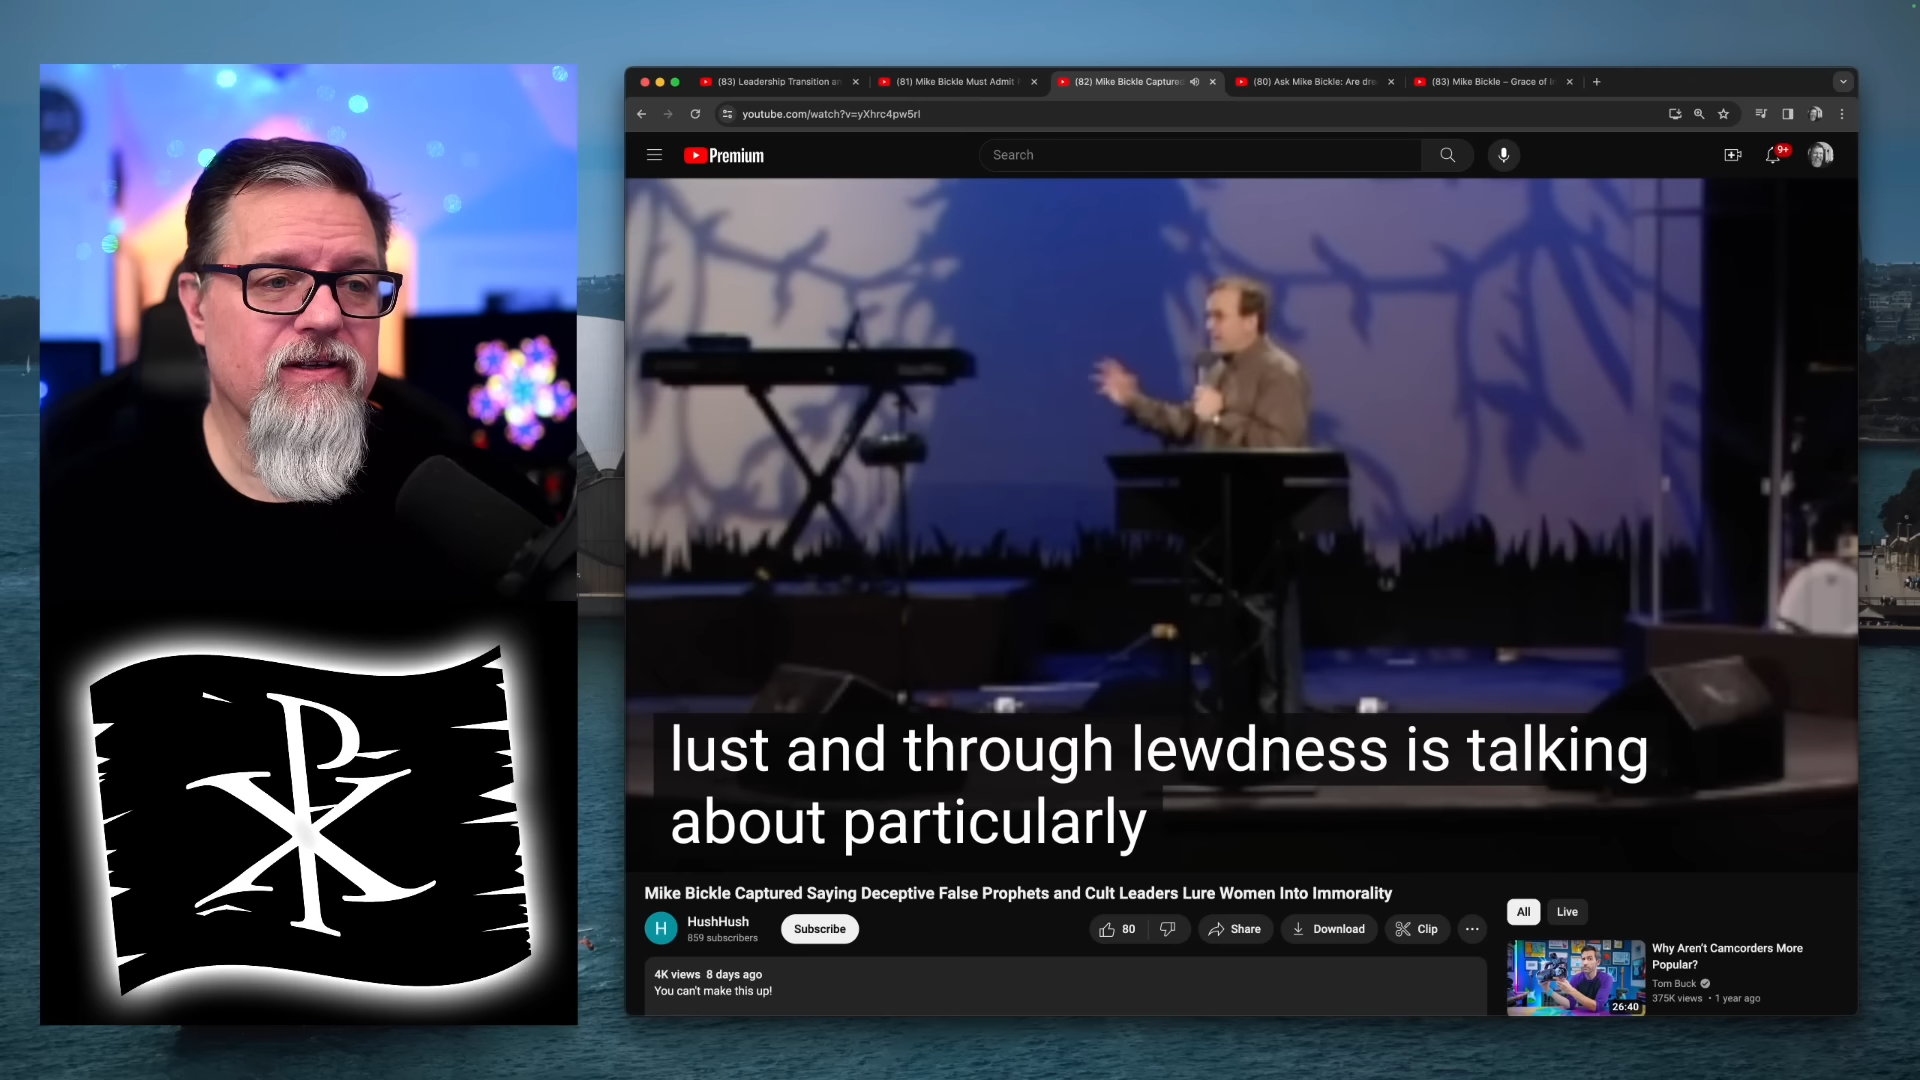 (83) Leadership Transition an
(81) Mike Bickle Must Admit
(82) Mike Bickle Captured
(80) Ask Mike Bickle: Are dre
(83) Mike Bickle – Grace of
youtube.com/watch?v=yXhrc4pw5rI
Premium
Search
9+
lust and through lewdness is talking
about particularly
Mike Bickle Captured Saying Deceptive False Prophets and Cult Leaders Lure Women Into Immorality
H
HushHush
859 subscribers
Subscribe
80
Share
Download
Clip
4K views 8 days ago
You can't make this up!
All
Live
Why Aren't Camcorders More
Popular?
Tom Buck
375K views • 1 year ago
26:40